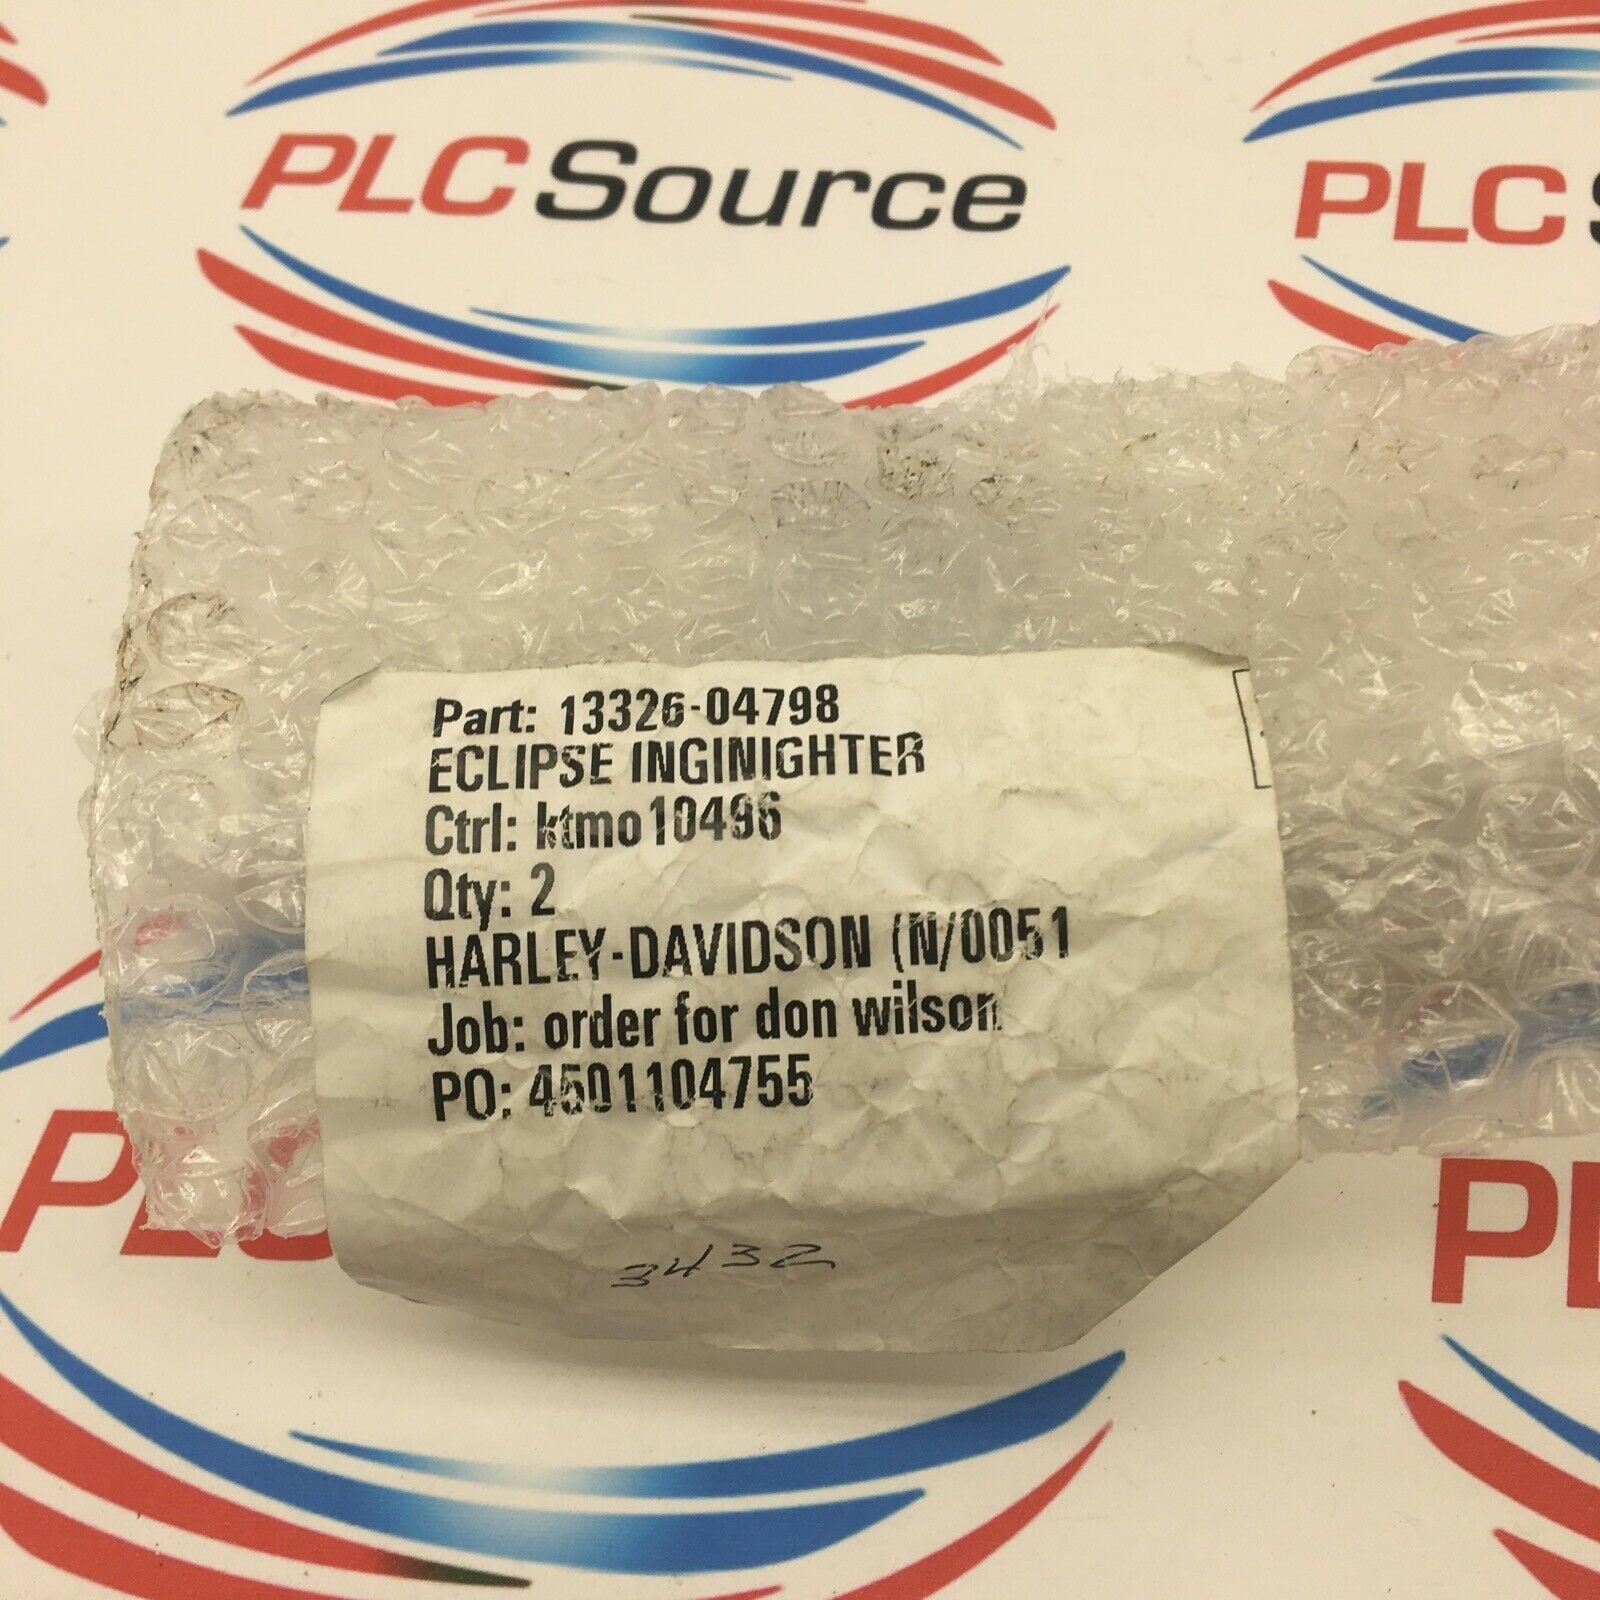 PLC Source
PLC S
Part: 13326-04798
ECLIPSE INGINIGHTER
Ctrl: ktmo10496
Qty: 2
HARLEY-DAVIDSON (N/0051
Job: order for don wilson
PO: 4501104755
3432
PLC
PL